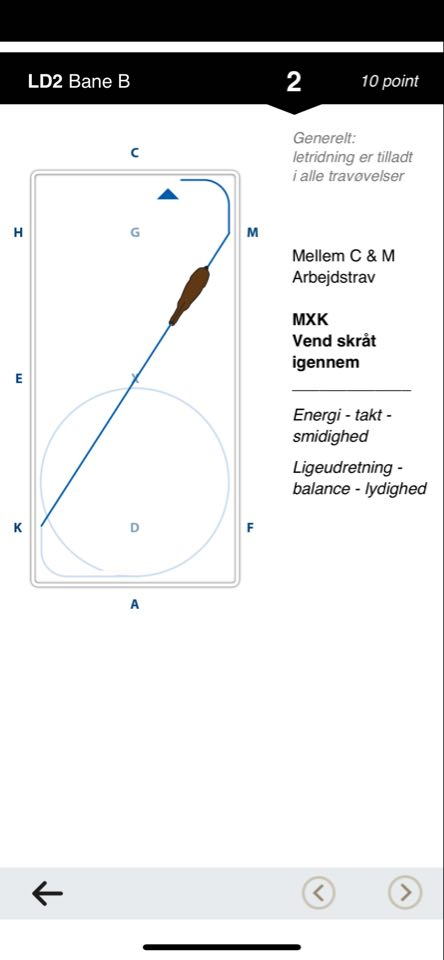 LD2 Bane B
2
10 point
Generelt:
letridning er tilladt
i alle travøvelser
C
H
G
M
Mellem C & M
Arbejdstrav
MXK
Vend skråt
igennem
E
X
Energi - takt -
smidighed
Ligeudretning -
balance - lydighed
K
D
F
A